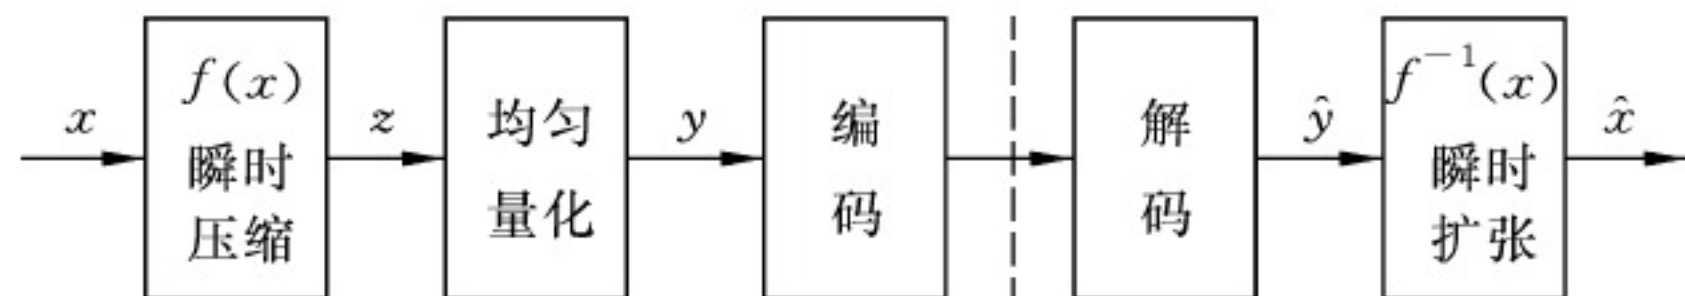 x
f(x)
瞬时
压缩
z
均匀
量化
y
编
码
解
码
ŷ
f⁻¹(x)
瞬时
扩张
x̂